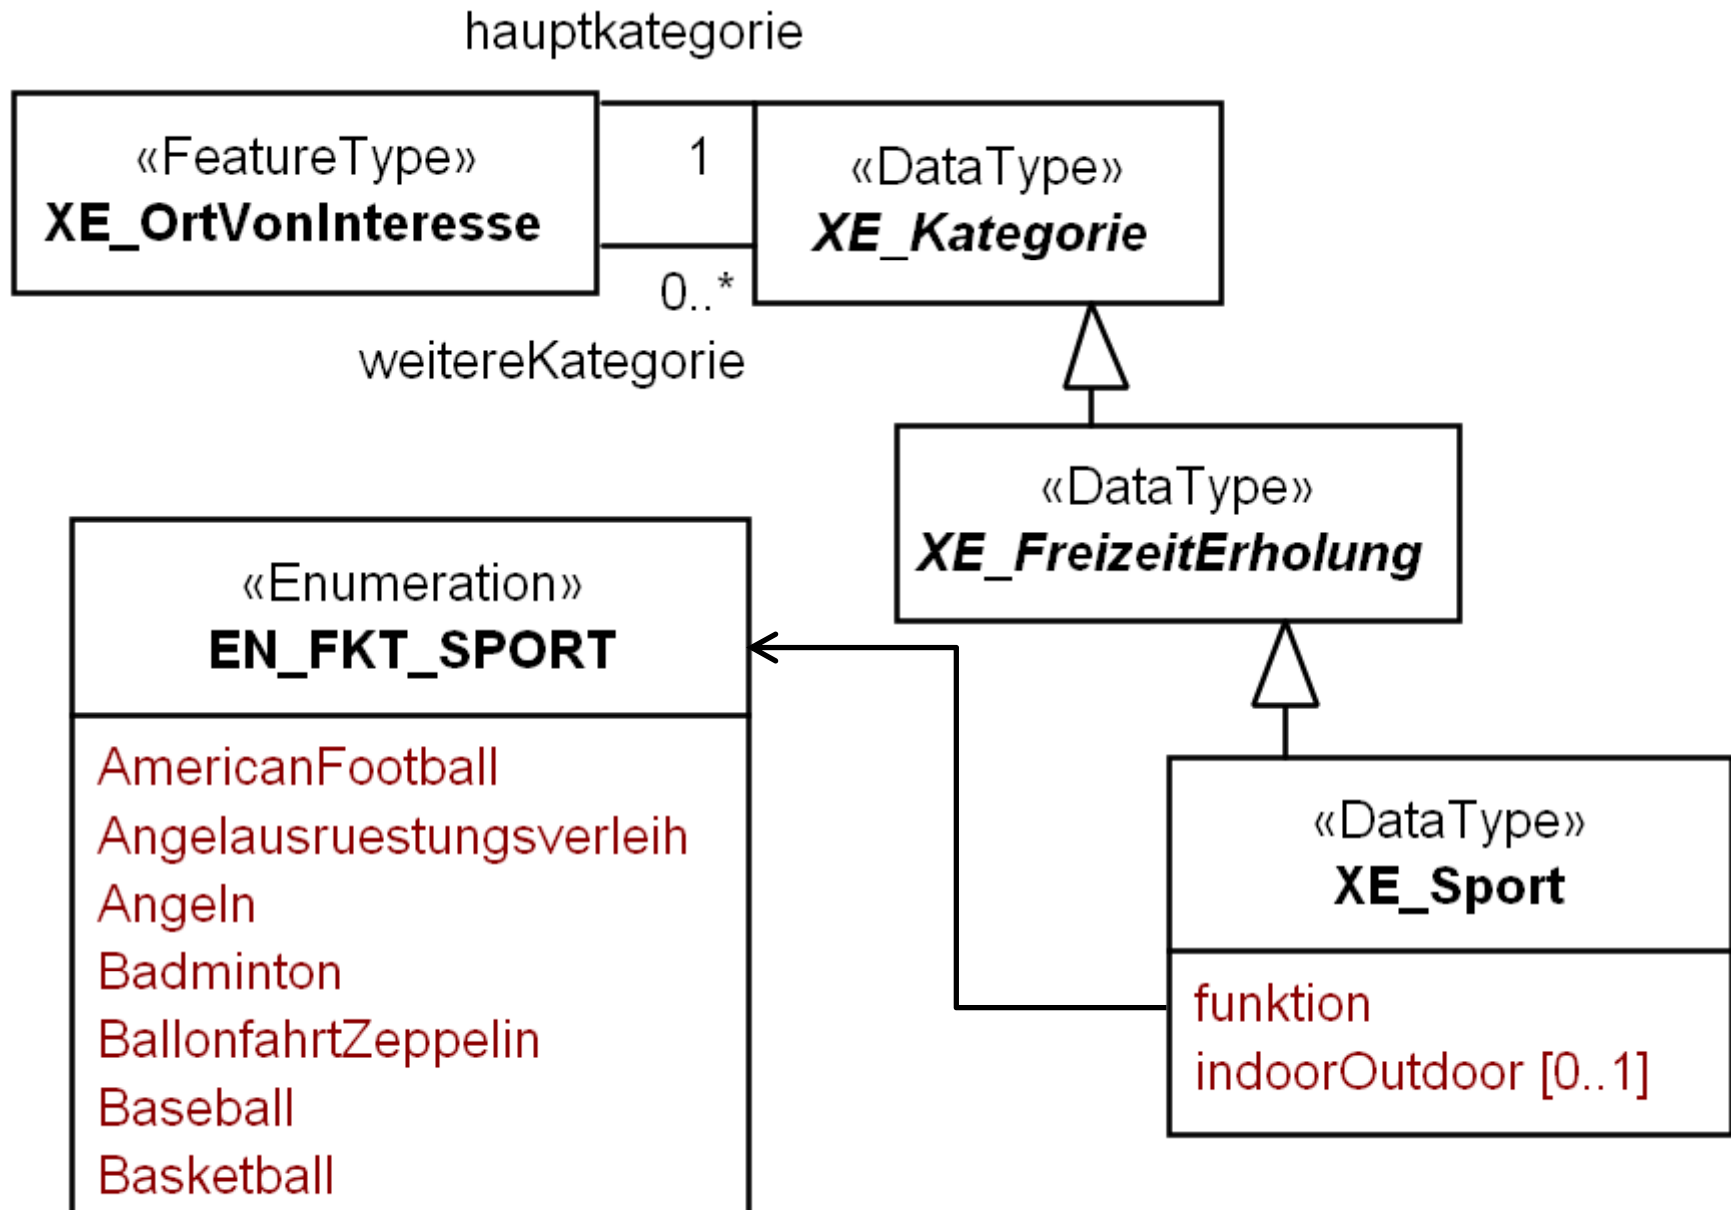 hauptkategorie
«FeatureType»
XE_OrtVonInteresse
1
0..*
weitereKategorie
«DataType»
XE_Kategorie
«DataType»
XE_FreizeitErholung
«Enumeration»
EN_FKT_SPORT
AmericanFootball
Angelausruestungsverleih
Angeln
Badminton
BallonfahrtZeppelin
Baseball
Basketball
«DataType»
XE_Sport
funktion
indoorOutdoor [0..1]